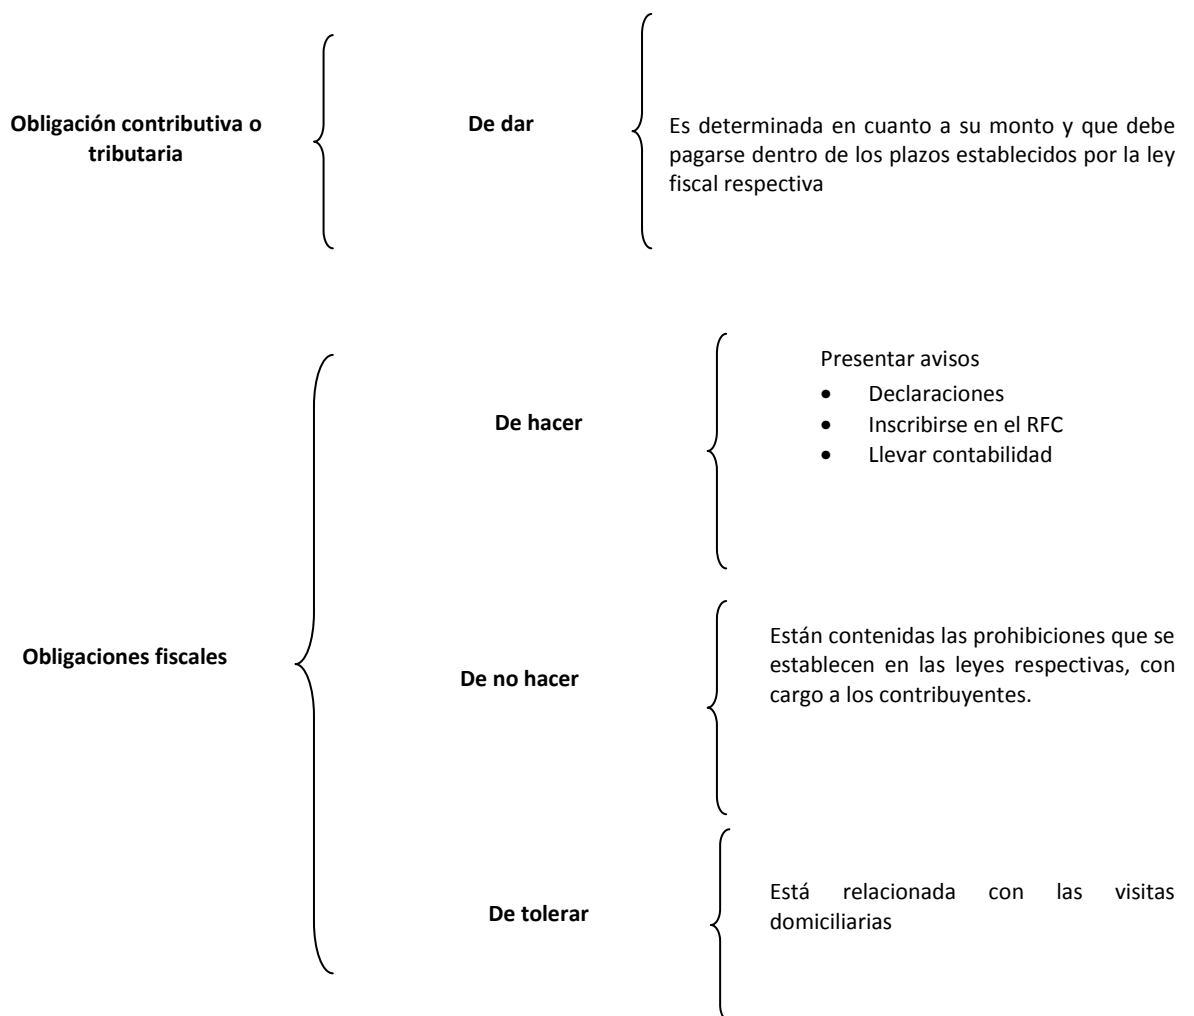 Obligación contributiva o
tributaria
De dar
Es determinada en cuanto a su monto y que debe
pagarse dentro de los plazos establecidos por la ley
fiscal respectiva
Obligaciones fiscales
De hacer
Presentar avisos
• Declaraciones
• Inscribirse en el RFC
• Llevar contabilidad
De no hacer
Están contenidas las prohibiciones que se
establecen en las leyes respectivas, con
cargo a los contribuyentes.
De tolerar
Está relacionada con las visitas
domiciliarias